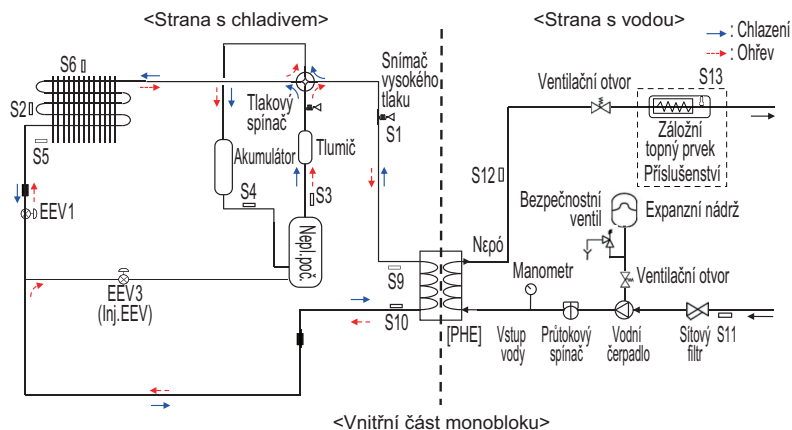 <Strana s chladivem>
<Strana s vodou>
: Chlazení
: Ohřev
S6
S2
S5
EEV1
EEV3
(Inj.EEV)
Akumulátor
S4
Tlakový
spínač
Tlumič
S3
Nepl.poč.
Snímač
vysokého
tlaku
S1
S9
S10
[PHE]
Νερό
S12
Ventilační otvor
S13
Záložní
topný prvek
Příslušenství
Bezpečnostní
ventil
Expanzní nádrž
Ventilační otvor
Manometr
Vstup
vody
Průtokový
spínač
Vodní
čerpadlo
Sítový
filtr
S11
<Vnitřní část monobloku>